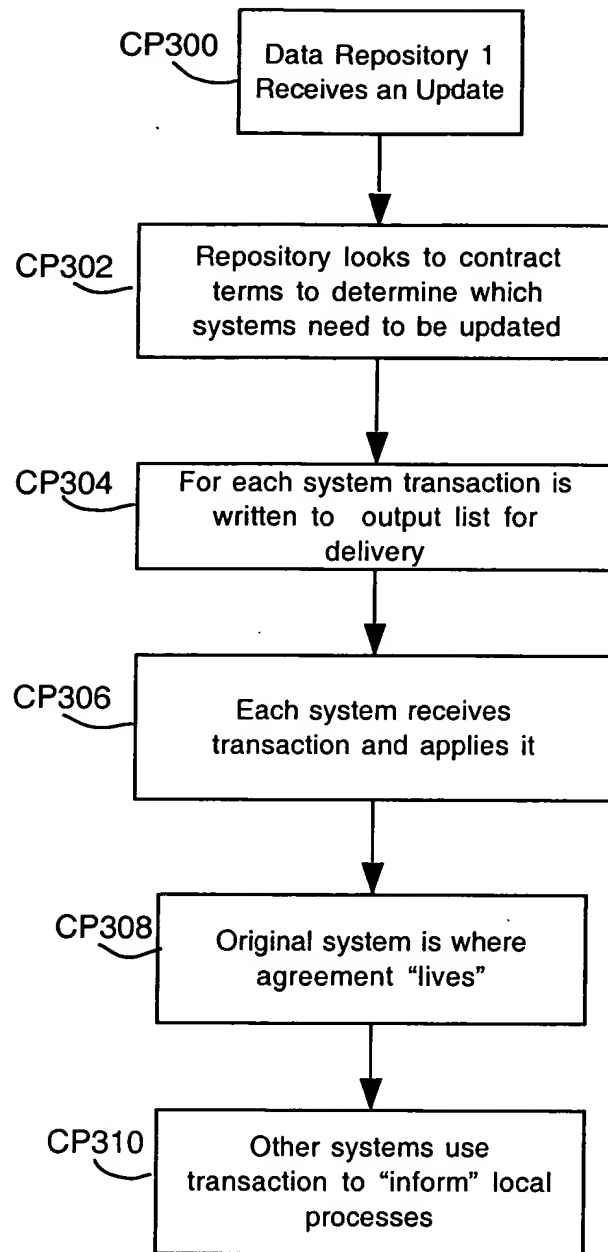 CP300
Data Repository 1
Receives an Update
CP302
Repository looks to contract
terms to determine which
systems need to be updated
CP304
For each system transaction is
written to output list for
delivery
CP306
Each system receives
transaction and applies it
CP308
Original system is where
agreement “lives”
CP310
Other systems use
transaction to “inform” local
processes